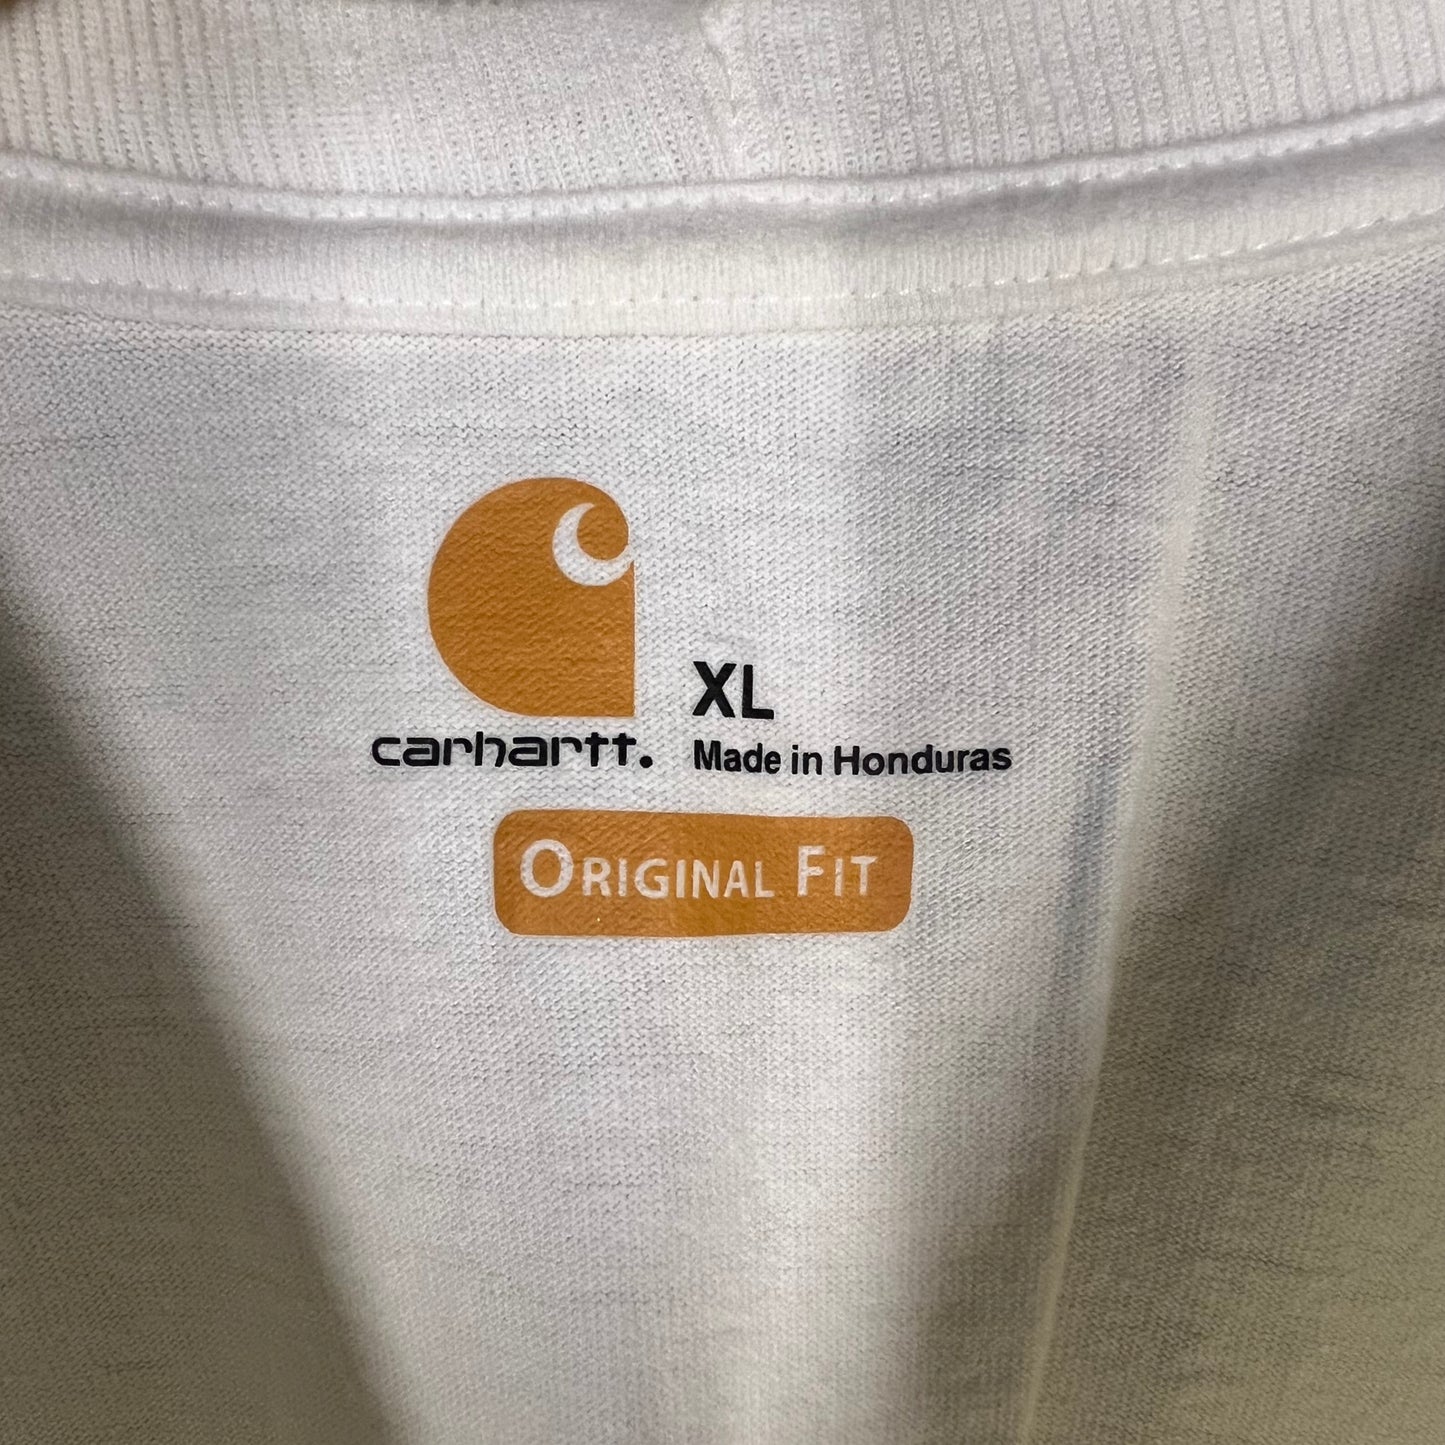 XL
carhartt.
Made in Honduras
ORIGINAL FIT